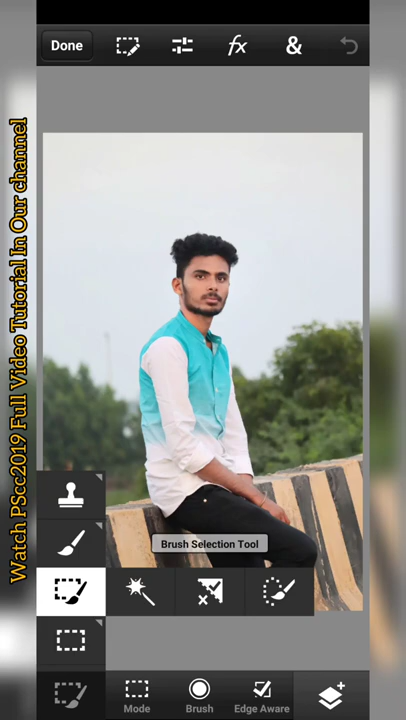 Done
fx
&
Watch PScc2019 Full Video Tutorial In Our channel
Brush Selection Tool
Mode
Brush
Edge Aware